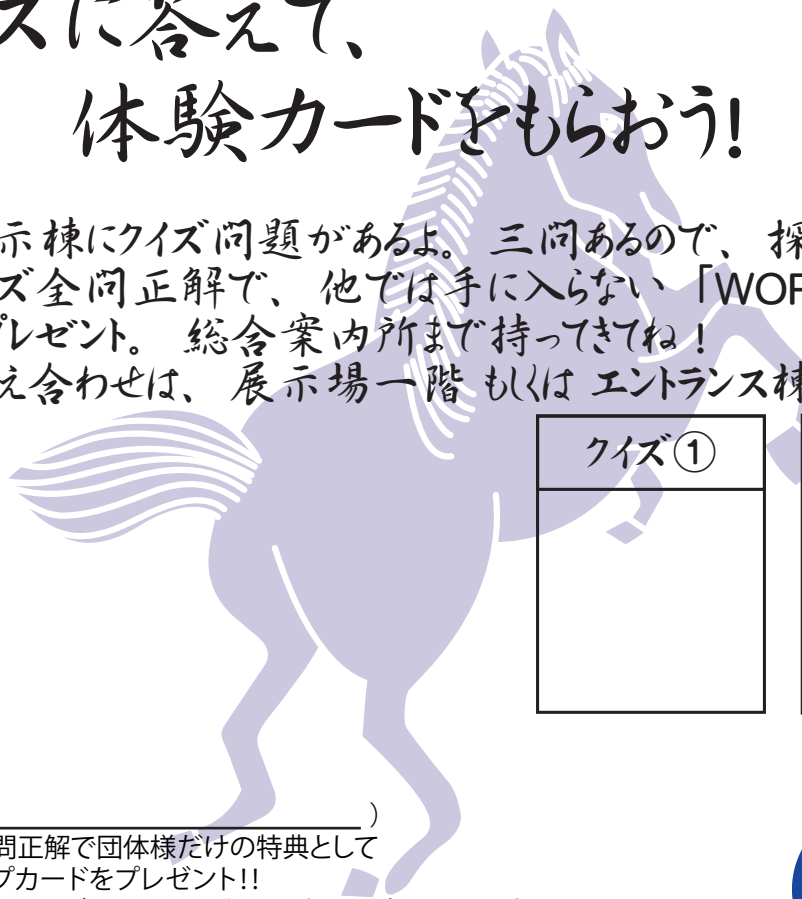 スに答えて、
体験カードをもらおう!
示棟にクイズ問題があるよ。 三問あるので、 探
ズ全問正解で、 他では手に入らない 「WOR
プレゼント。 総合案内所まで持ってきてね!
え合わせは、 展示場一階 もしくは エントランス棟
クイズ①
)
問正解で団体様だけの特典として
プカードをプレゼント!!